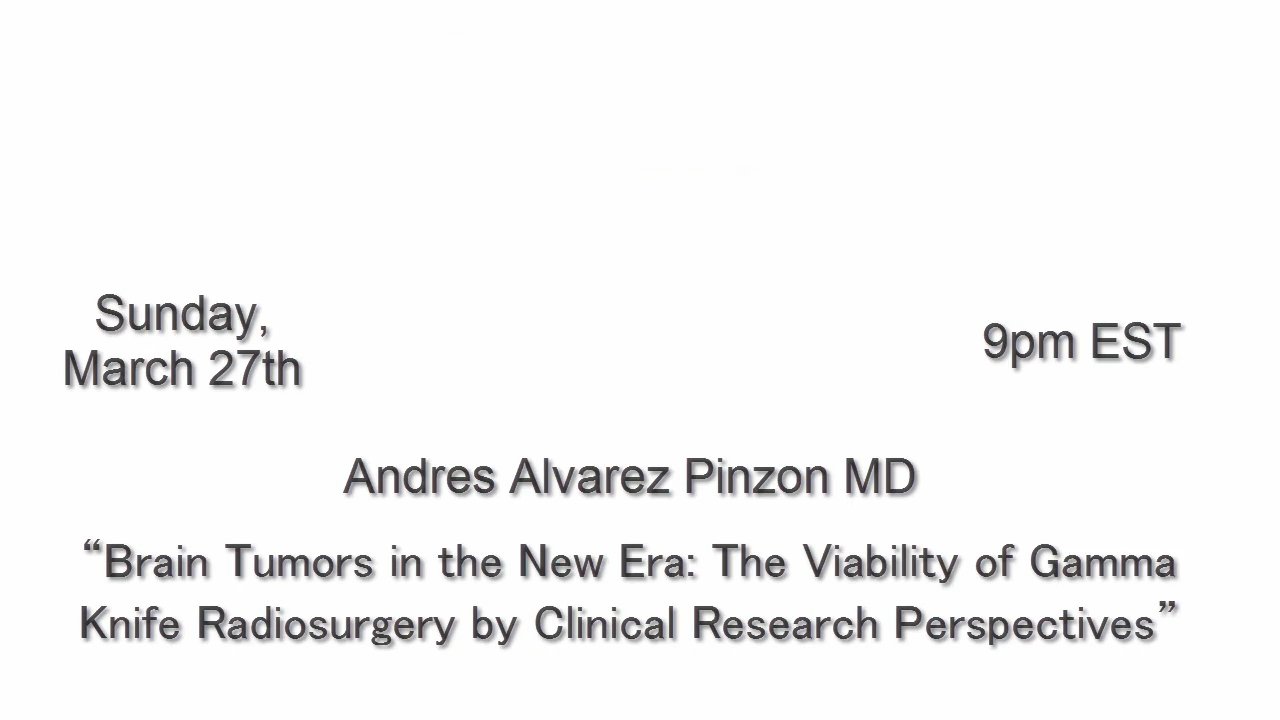 Sunday,
March 27th
9pm EST
Andres Alvarez Pinzon MD
“Brain Tumors in the New Era: The Viability of Gamma
Knife Radiosurgery by Clinical Research Perspectives”